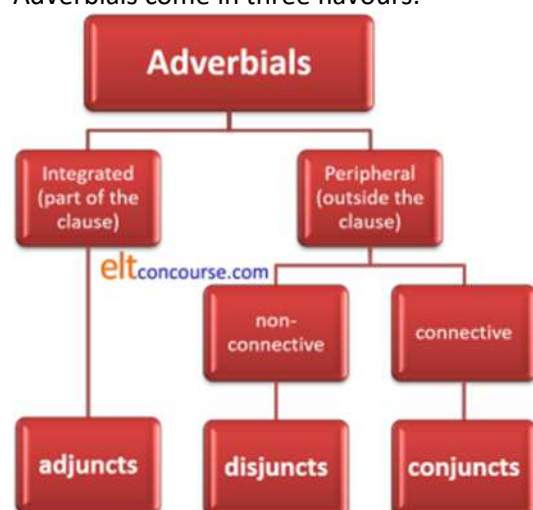 Adverbials come in three flavours:
Adverbials
Integrated
(part of the
clause)
Peripheral
(outside the
clause)
eltconcourse.com
non-
connective
connective
adjuncts
disjuncts
conjuncts